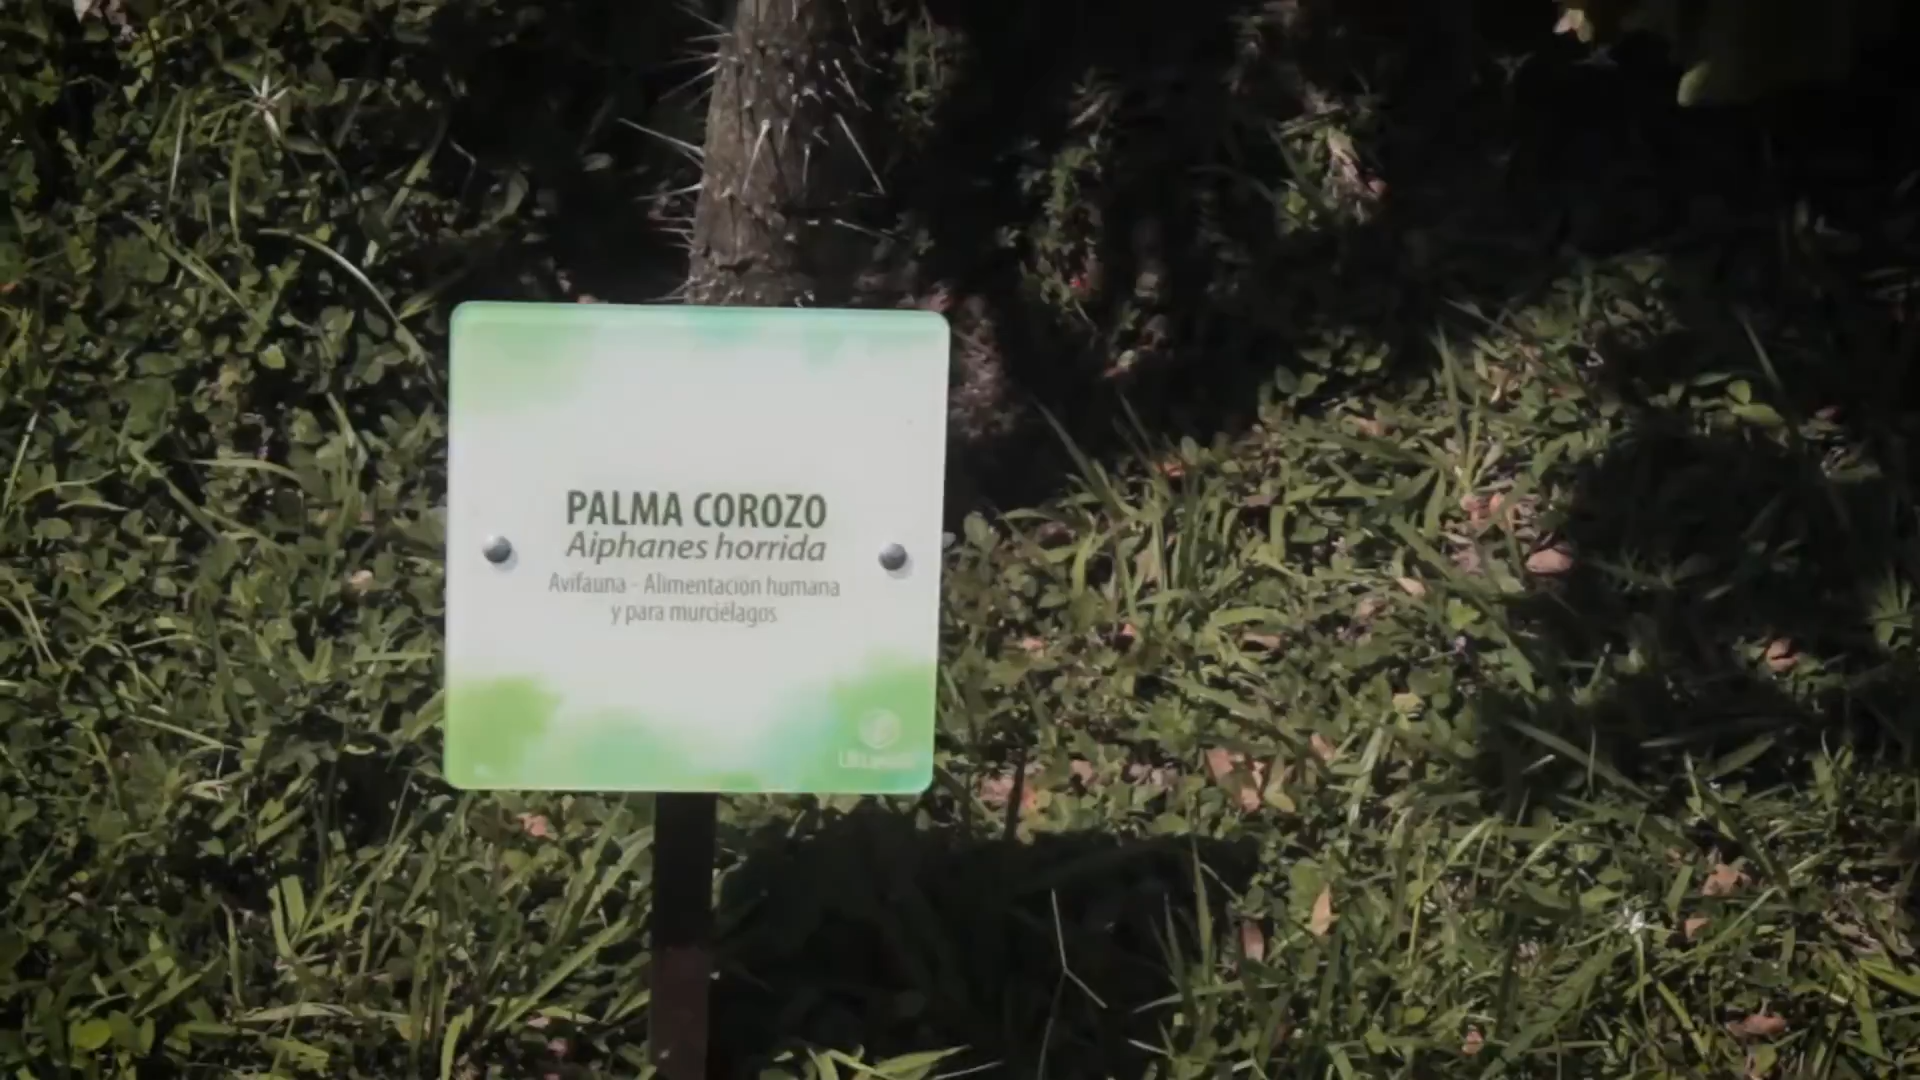 PALMA COROZO
Aiphanes horrida
Avifauna - Alimentación humana
y para murciélagos